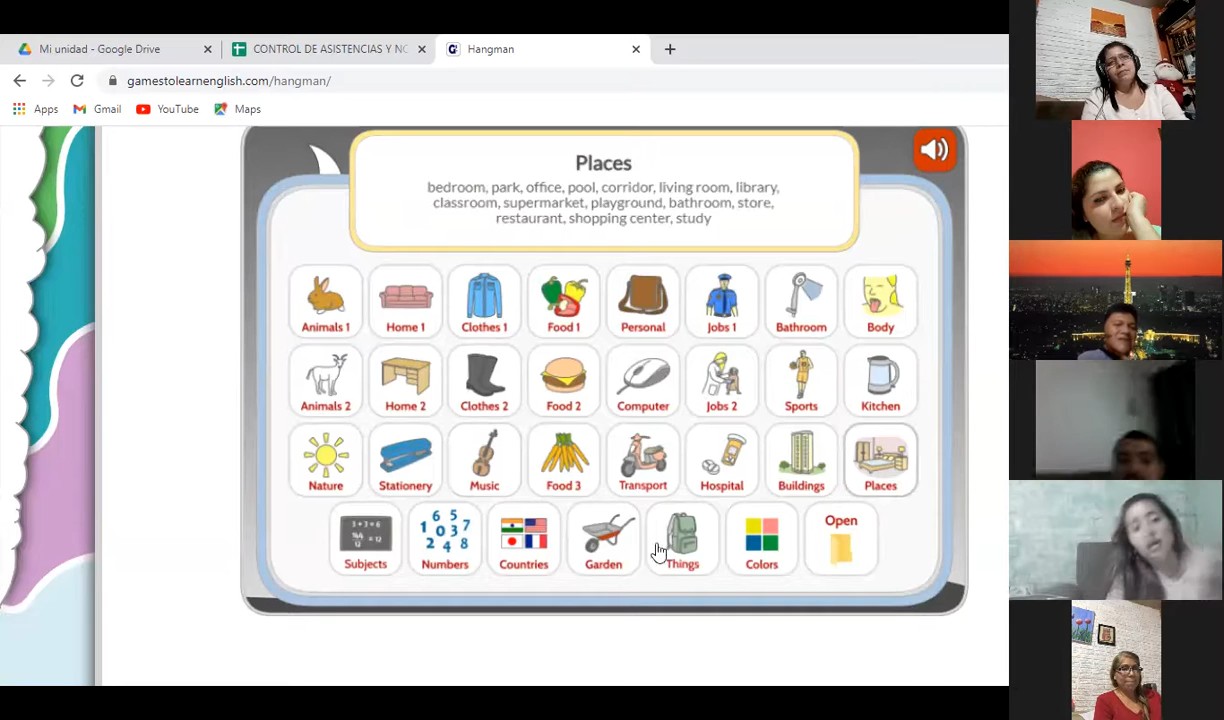 Mi unidad - Google Drive
CONTROL DE ASISTENCIAS Y NO
Hangman
gamestolearnenglish.com/hangman/
Apps
Gmail
YouTube
Maps
Places
bedroom, park, office, pool, corridor, living room, library,
classroom, supermarket, playground, bathroom, store,
restaurant, shopping center, study
Animals 1
Home 1
Clothes 1
Food 1
Personal
Jobs 1
Bathroom
Body
Animals 2
Home 2
Clothes 2
Food 2
Computer
Jobs 2
Sports
Kitchen
Nature
Stationery
Music
Food 3
Transport
Hospital
Buildings
Places
Subjects
Numbers
Countries
Garden
Things
Colors
Open